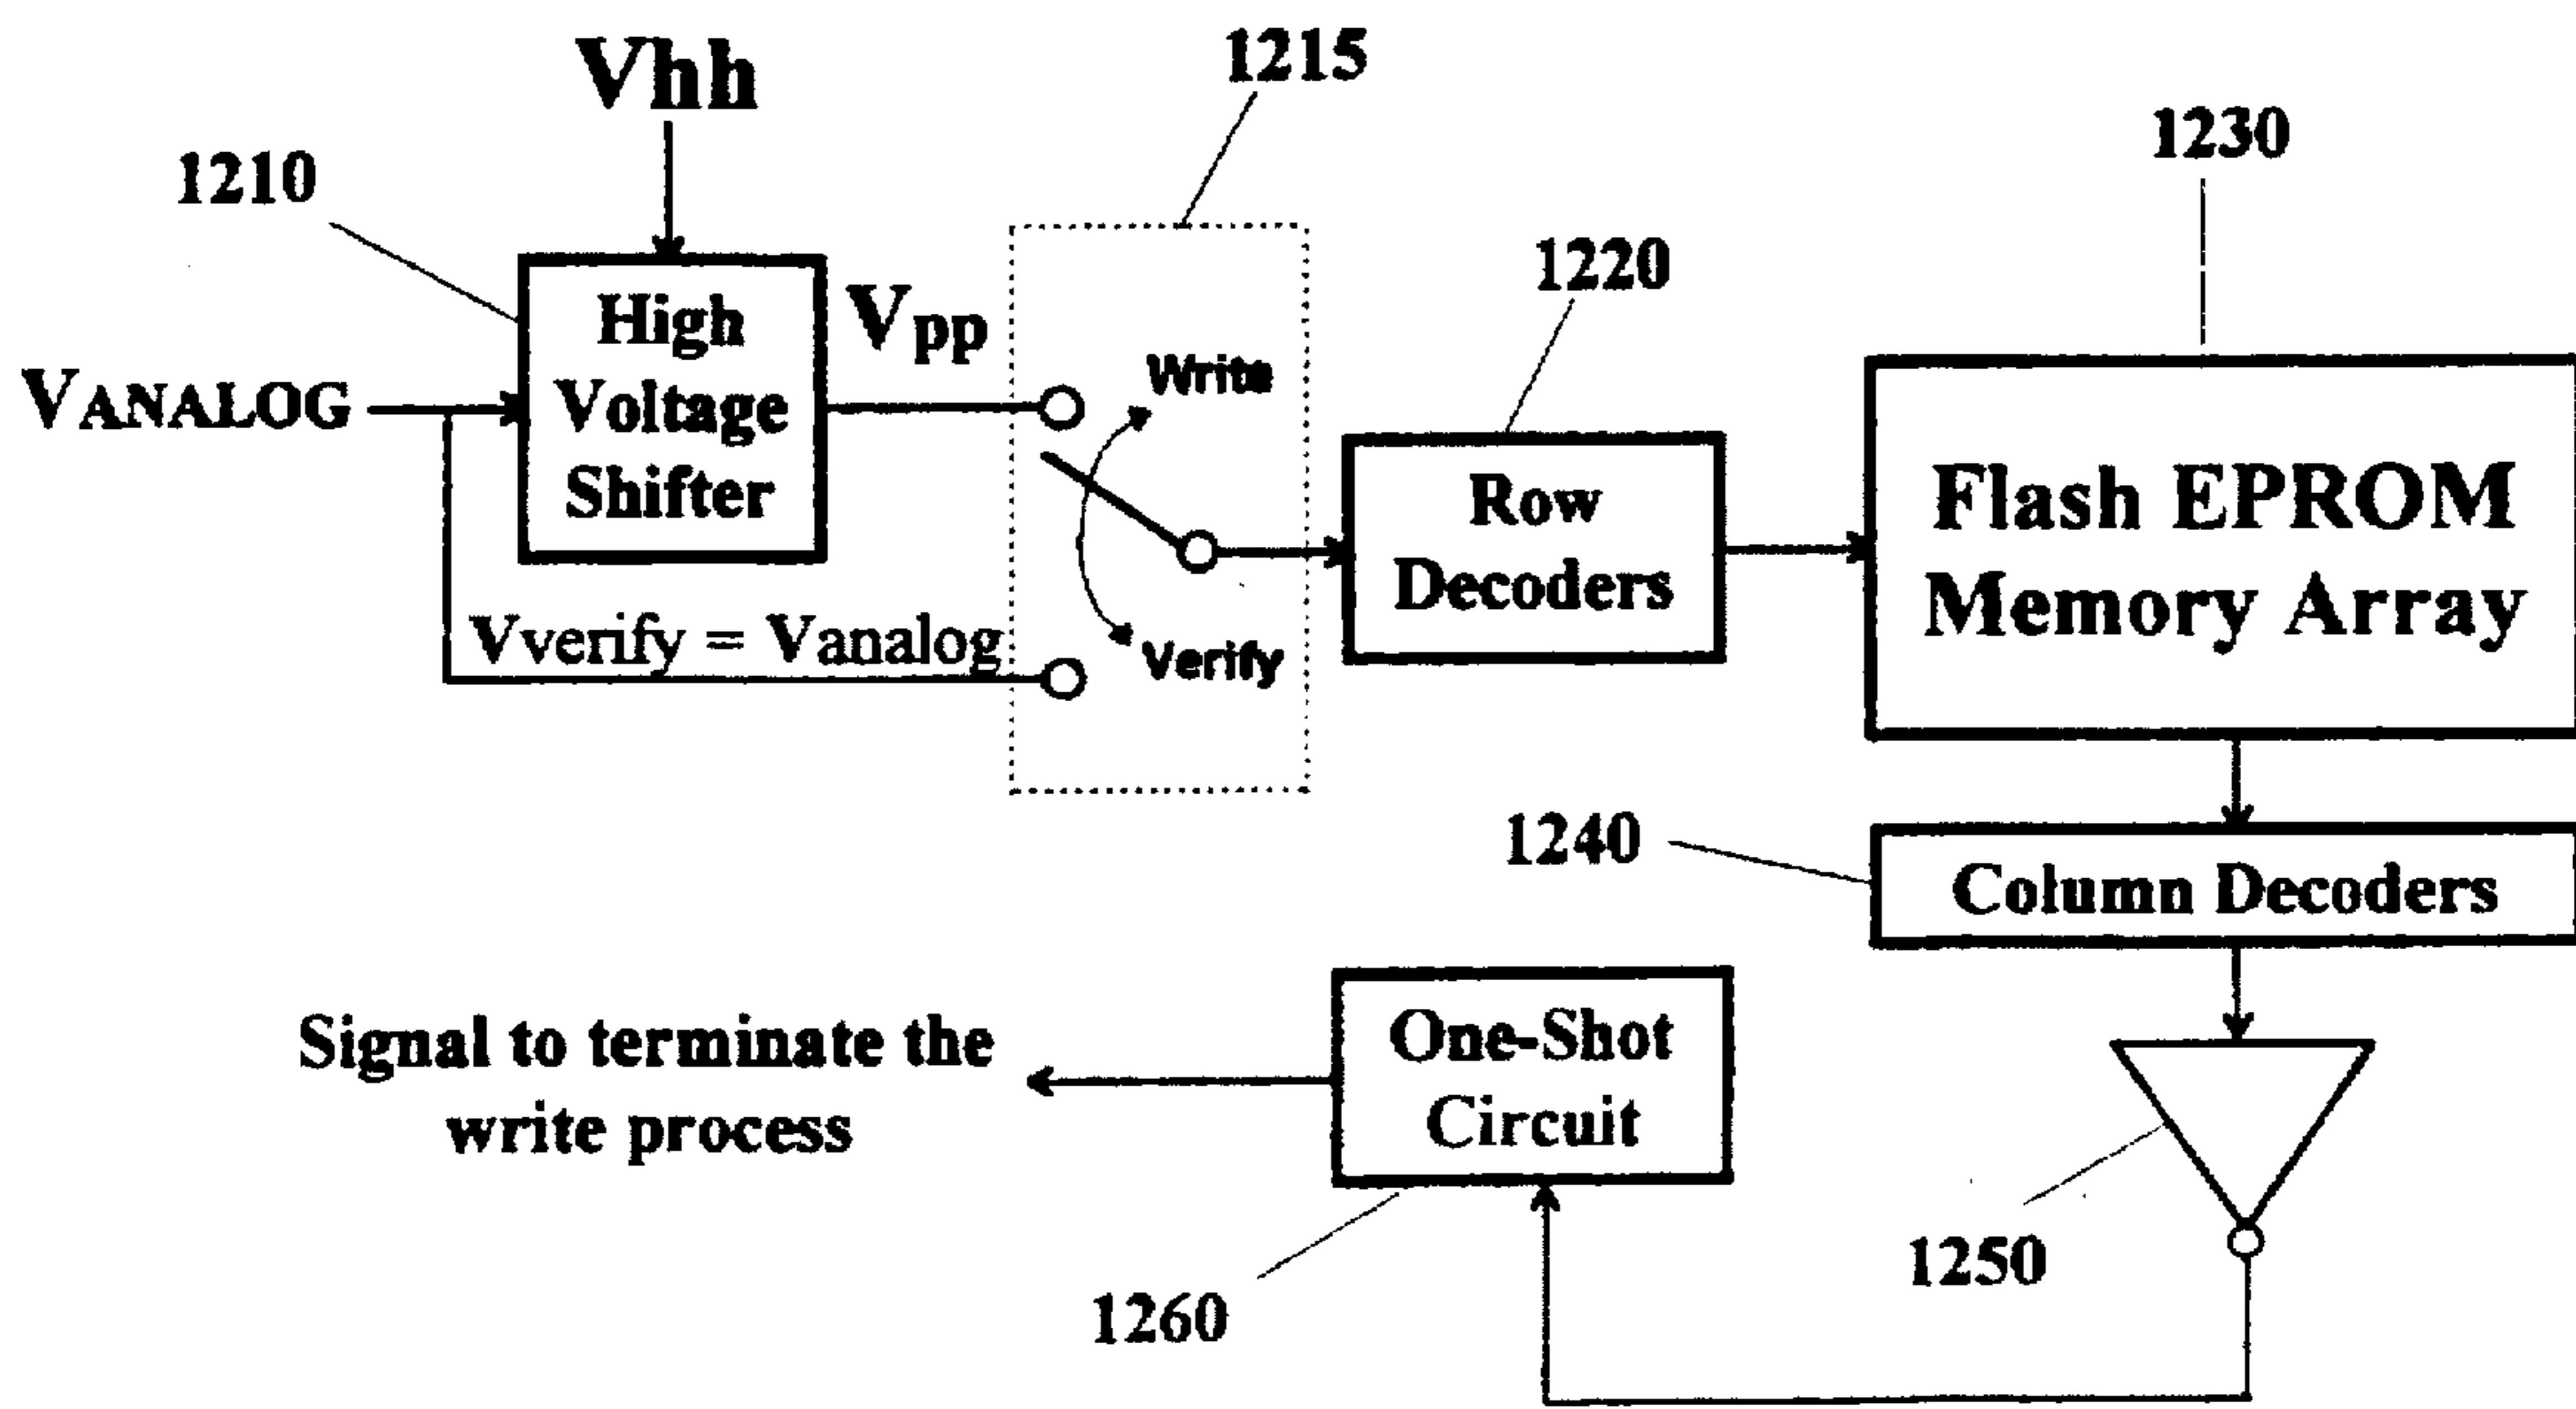 Vhh
1215
1230
1210
1220
High
Voltage
Shifter
Vpp
Write
VANALOG
Row
Decoders
Flash EPROM
Memory Array
Vverify = Vanalog
Verify
1240
Column Decoders
One-Shot
Circuit
Signal to terminate the
write process
1250
1260